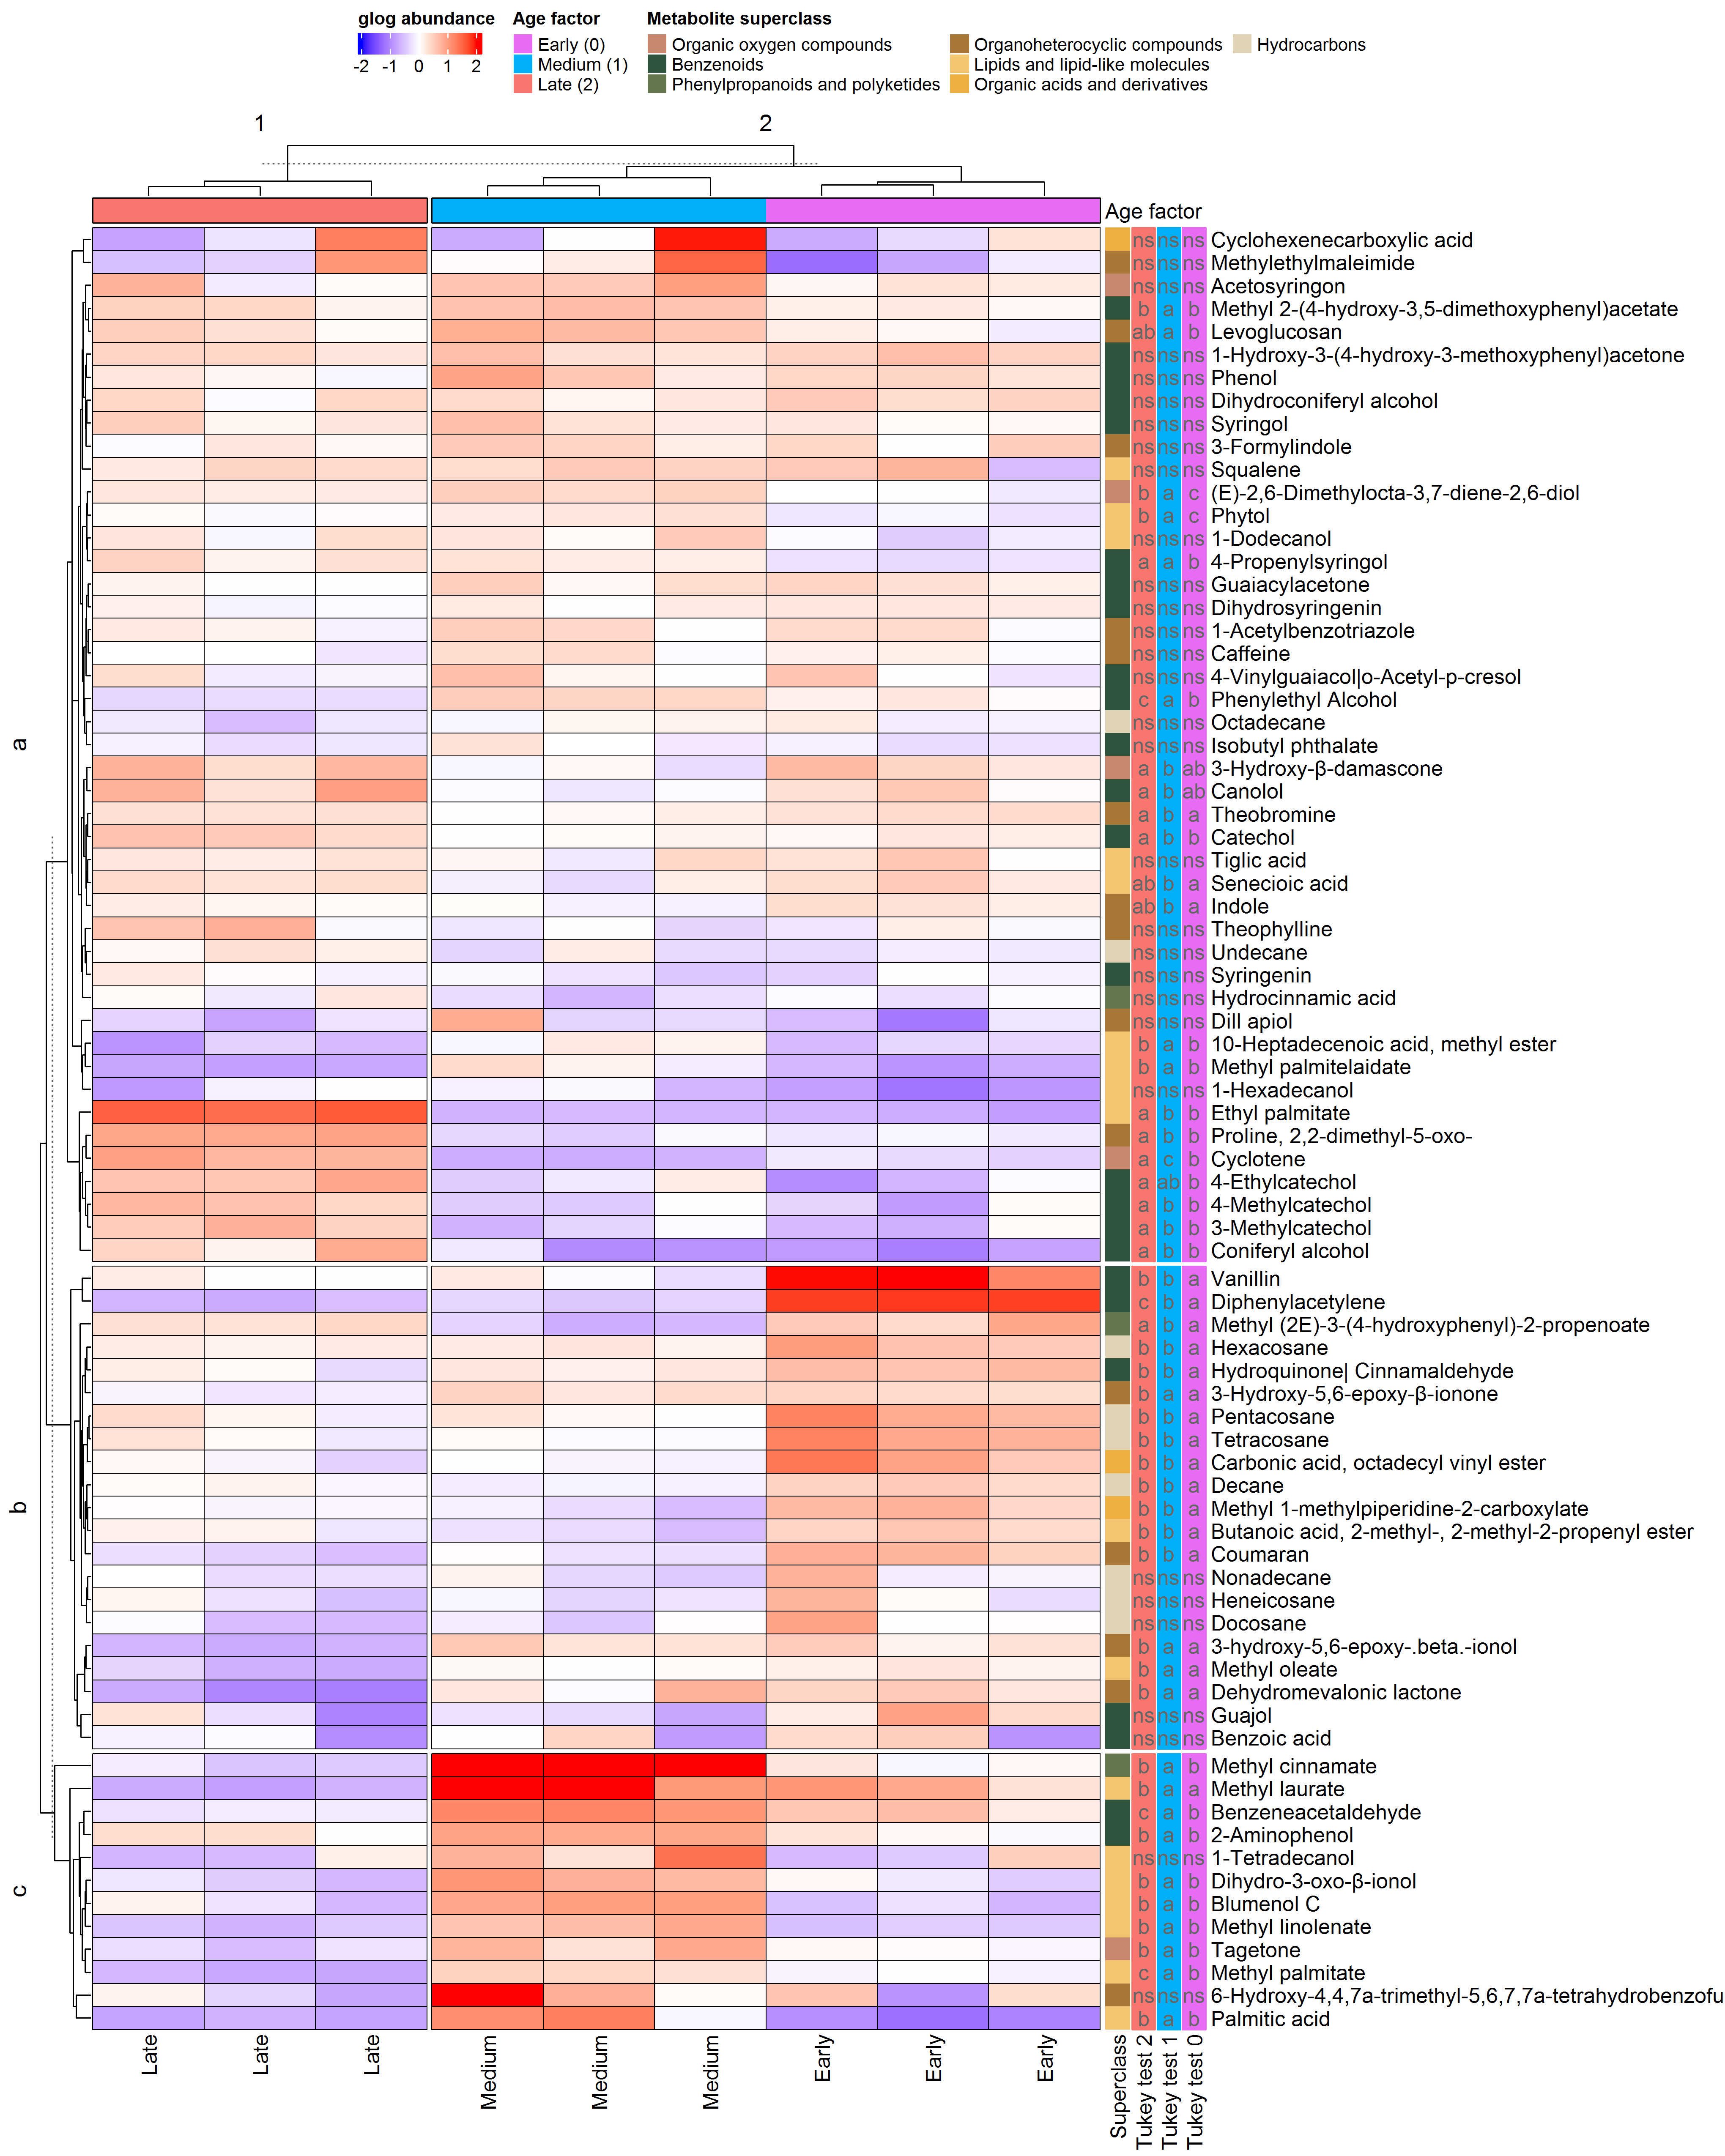 glog abundance
-2 -1 0 1 2
Age factor
Early (0)
Medium (1)
Late (2)
Metabolite superclass
Organic oxygen compounds
Benzenoids
Phenylpropanoids and polyketides
Organoheterocyclic compounds
Lipids and lipid-like molecules
Organic acids and derivatives
Hydrocarbons
1 2
Age factor
a
ns ns ns Cyclohexenecarboxylic acid
ns ns ns Methylethylmaleimide
ns ns ns Acetosyringon
b a b Methyl 2-(4-hydroxy-3,5-dimethoxyphenyl)acetate
ab a b Levoglucosan
ns ns ns 1-Hydroxy-3-(4-hydroxy-3-methoxyphenyl)acetone
ns ns ns Phenol
ns ns ns Dihydroconiferyl alcohol
ns ns ns Syringol
ns ns ns 3-Formylindole
ns ns ns Squalene
b a c (E)-2,6-Dimethylocta-3,7-diene-2,6-diol
b a c Phytol
ns ns ns 1-Dodecanol
a a b 4-Propenylsyringol
ns ns ns Guaiacylacetone
ns ns ns Dihydrosyringenin
ns ns ns 1-Acetylbenzotriazole
ns ns ns Caffeine
ns ns ns 4-Vinylguaiacol|o-Acetyl-p-cresol
c a b Phenylethyl Alcohol
ns ns ns Octadecane
ns ns ns Isobutyl phthalate
a b ab 3-Hydroxy-β-damascone
a b ab Canolol
a b a Theobromine
a b b Catechol
ns ns ns Tiglic acid
ab b a Senecioic acid
ab b a Indole
ns ns ns Theophylline
ns ns ns Undecane
ns ns ns Syringenin
ns ns ns Hydrocinnamic acid
ns ns ns Dill apiol
b a b 10-Heptadecenoic acid, methyl ester
b a b Methyl palmitelaidate
ns ns ns 1-Hexadecanol
a b b Ethyl palmitate
a b b Proline, 2,2-dimethyl-5-oxo-
a c b Cyclotene
a ab b 4-Ethylcatechol
a b b 4-Methylcatechol
a b b 3-Methylcatechol
a b b Coniferyl alcohol
b
b b a Vanillin
c b a Diphenylacetylene
a b a Methyl (2E)-3-(4-hydroxyphenyl)-2-propenoate
b b a Hexacosane
b b a Hydroquinone| Cinnamaldehyde
b a a 3-Hydroxy-5,6-epoxy-β-ionone
b b a Pentacosane
b b a Tetracosane
b b a Carbonic acid, octadecyl vinyl ester
b b a Decane
b b a Methyl 1-methylpiperidine-2-carboxylate
b b a Butanoic acid, 2-methyl-, 2-methyl-2-propenyl ester
b b a Coumaran
ns ns ns Nonadecane
ns ns ns Heneicosane
ns ns ns Docosane
b a a 3-hydroxy-5,6-epoxy-.beta.-ionol
b a a Methyl oleate
b a a Dehydromevalonic lactone
ns ns ns Guajol
ns ns ns Benzoic acid
c
b a b Methyl cinnamate
b a a Methyl laurate
c a b Benzeneacetaldehyde
b a b 2-Aminophenol
ns ns ns 1-Tetradecanol
b a b Dihydro-3-oxo-β-ionol
b a b Blumenol C
b a b Methyl linolenate
b a b Tagetone
c a b Methyl palmitate
ns ns ns 6-Hydroxy-4,4,7a-trimethyl-5,6,7,7a-tetrahydrobenzofu
b a b Palmitic acid
Late Late Late Medium Medium Medium Early Early Early Superclass Tukey test 2 Tukey test 1 Tukey test 0